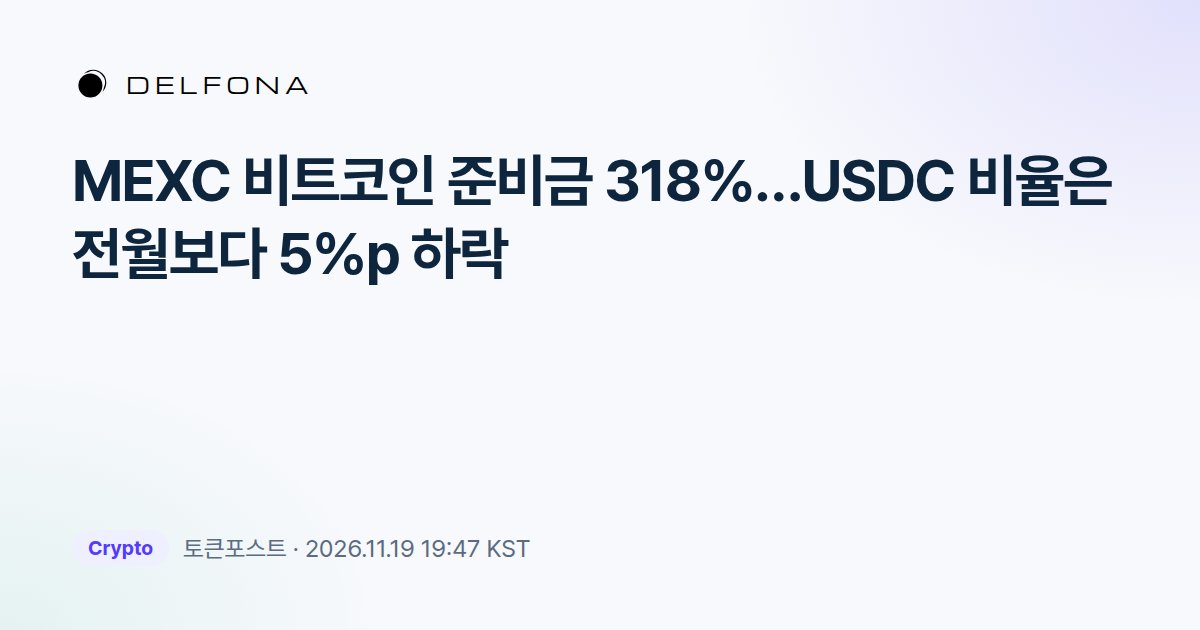 DELFONA
MEXC 비트코인 준비금 318%...USDC 비율은
전월보다 5%p 하락
Crypto 토큰포스트 · 2026.11.19 19:47 KST